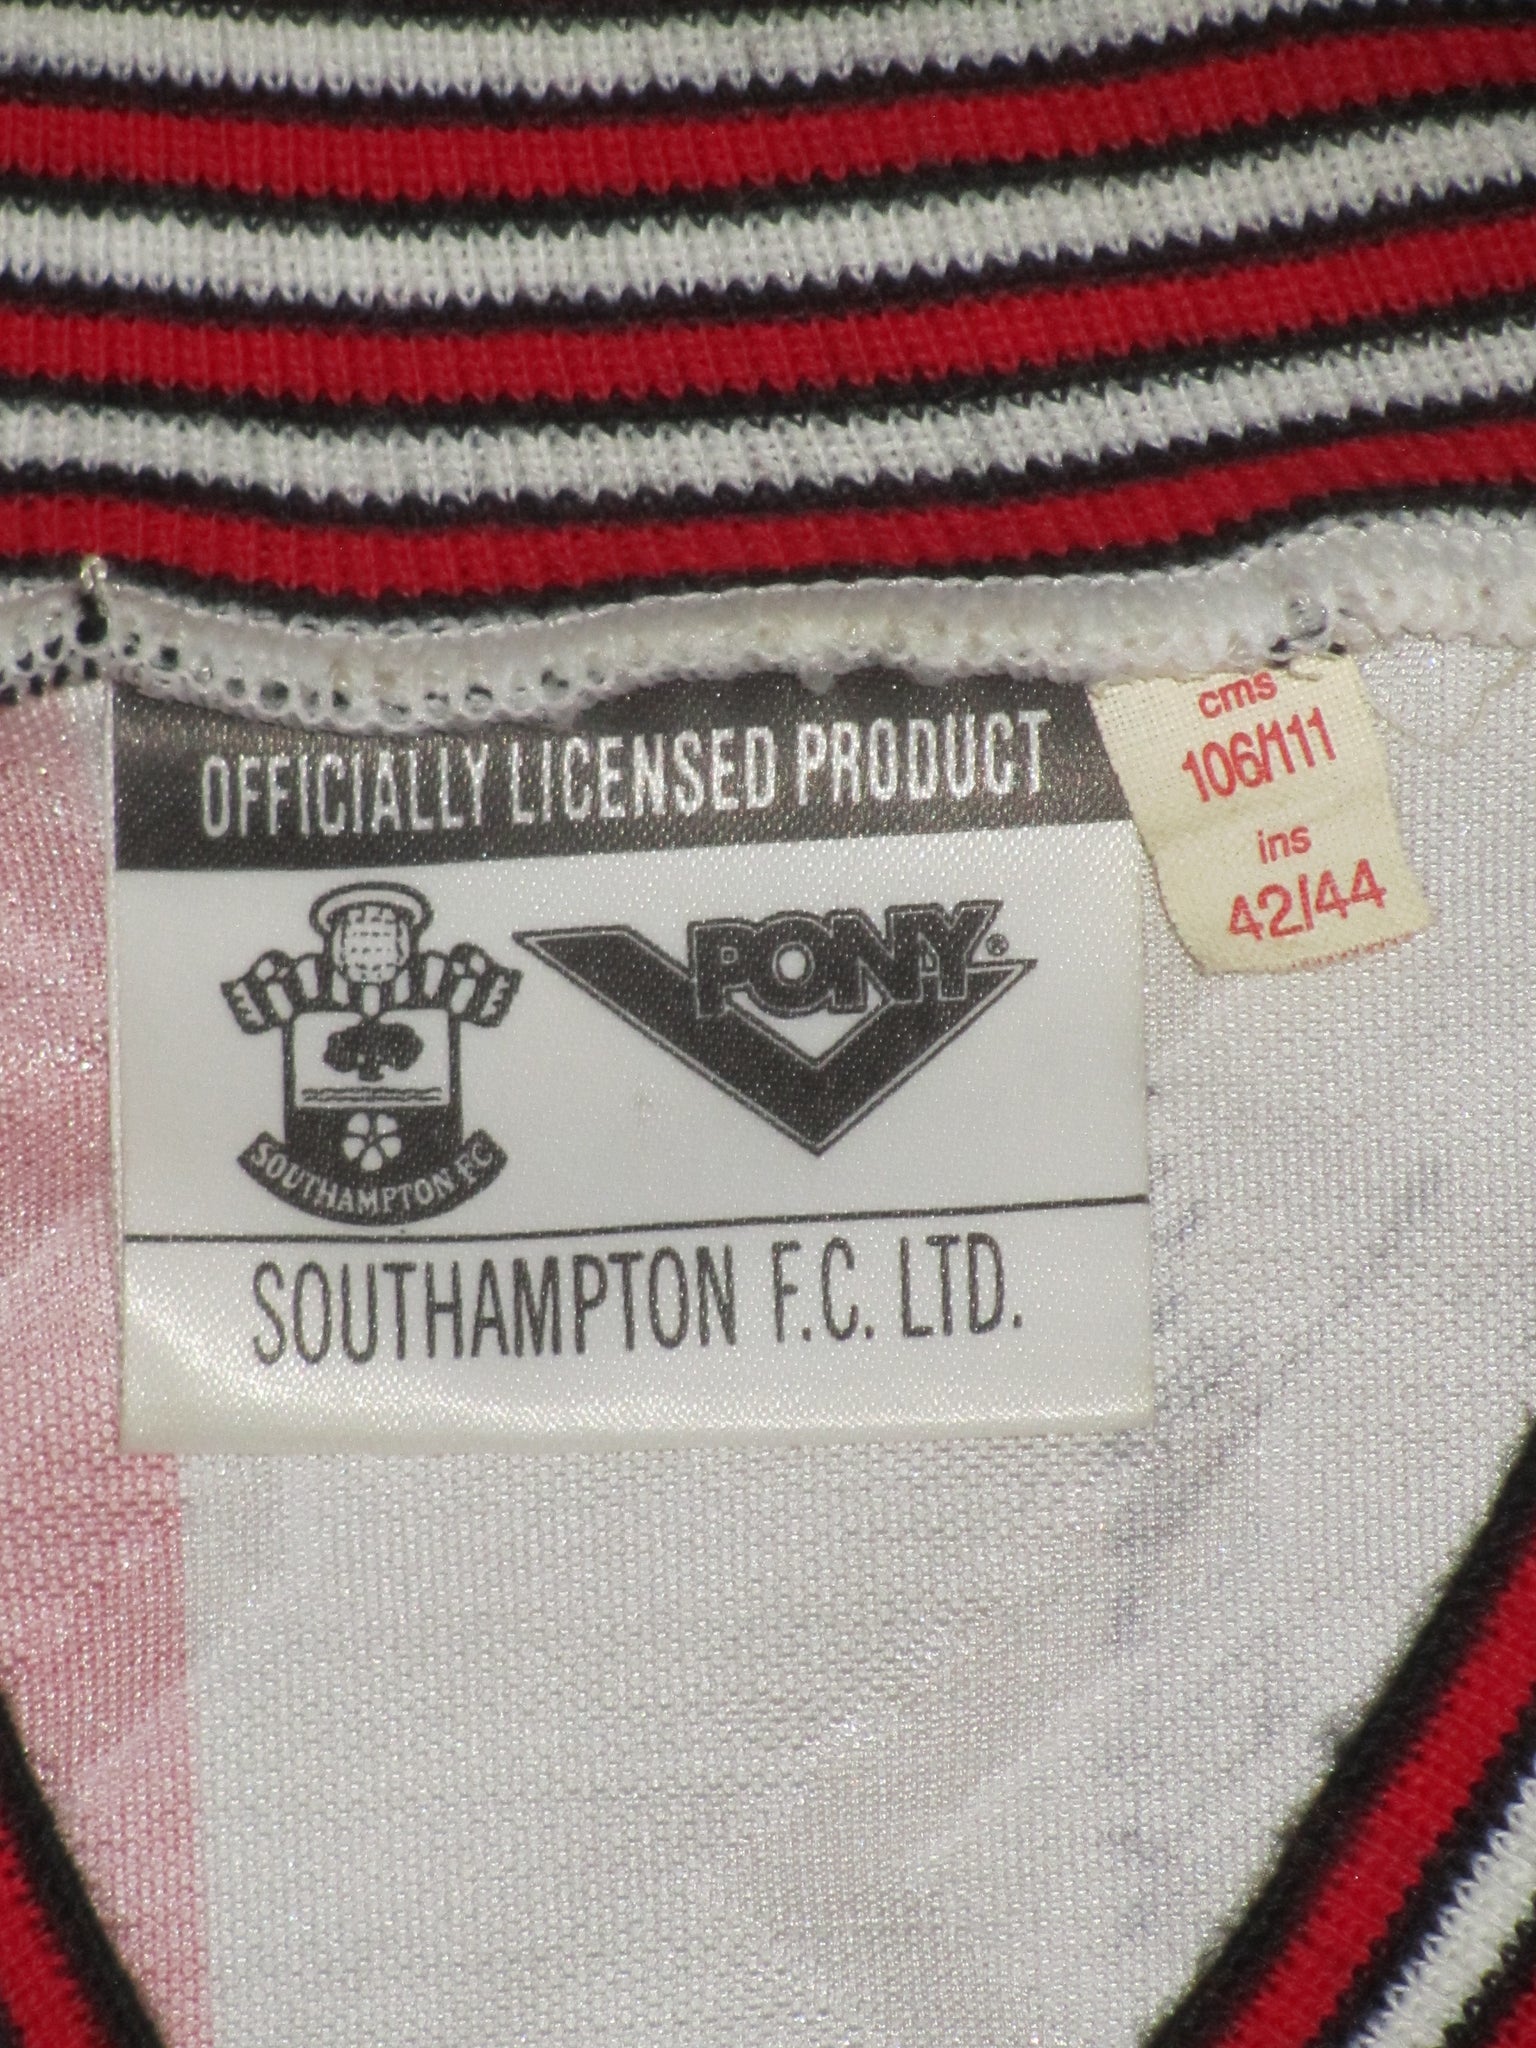 OFFICIALLY LICENSED PRODUCT
PONY®
SOUTHAMPTON FC
SOUTHAMPTON F.C. LTD.
cms
106/111
ins
42/44